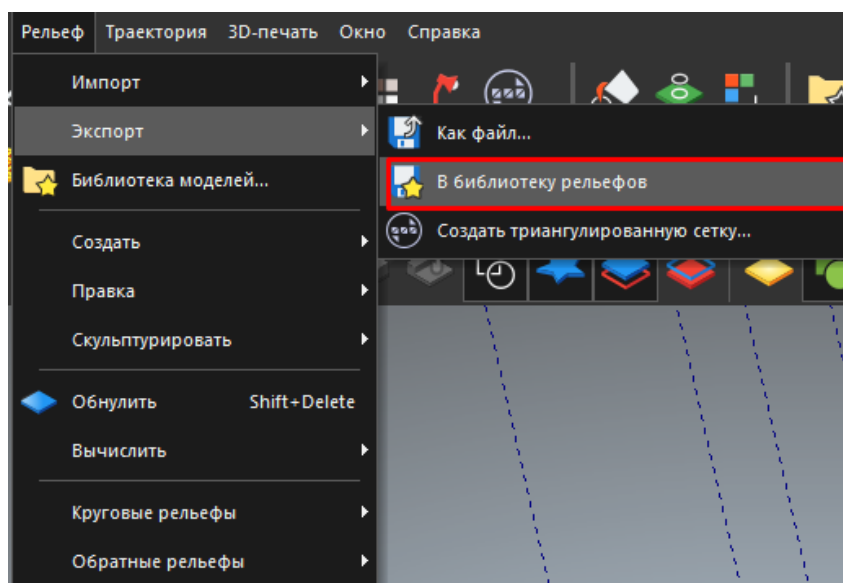 Рельеф Траектория 3D-печать Окно Справка
Импорт
Экспорт
Как файл...
Библиотека моделей...
В библиотеку рельефов
Создать
Создать триангулированную сетку...
Правка
Скульптурировать
Обнулить Shift+Delete
Вычислить
Круговые рельефы
Обратные рельефы